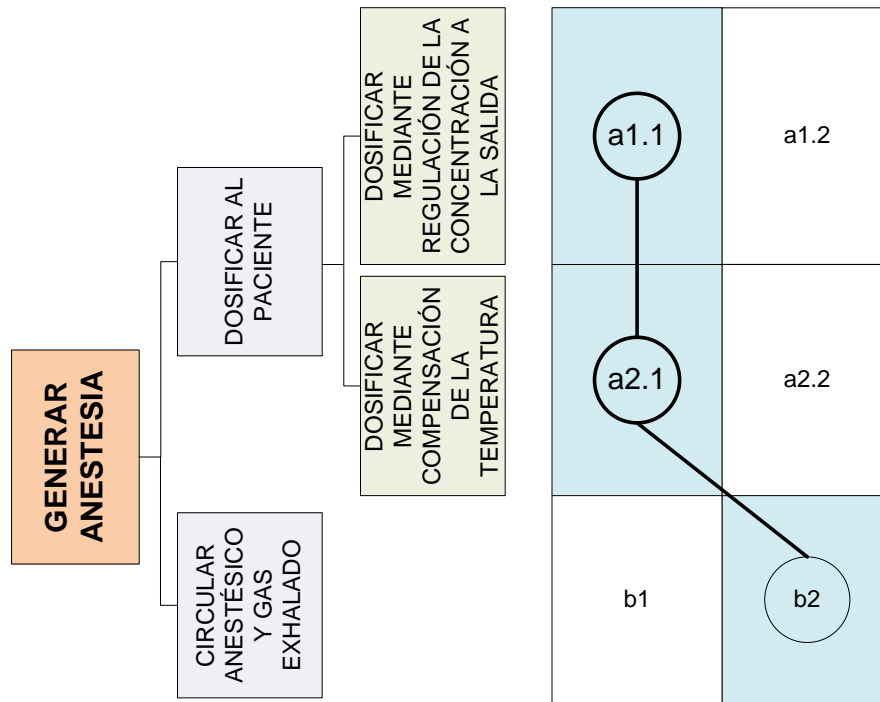 GENERAR
ANESTESIA
DOSIFICAR AL
PACIENTE
CIRCULAR
ANESTÉSICO
Y GAS
EXHALADO
DOSIFICAR
MEDIANTE
REGULACIÓN DE LA
CONCENTRACIÓN A
LA SALIDA
DOSIFICAR
MEDIANTE
COMPENSACIÓN
DE LA
TEMPERATURA
a1.1
a1.2
a2.1
a2.2
b1
b2